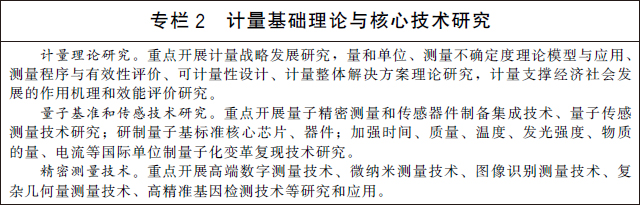 专栏 2　计量基础理论与核心技术研究
计量理论研究。重点开展计量战略发展研究，量和单位、测量不确定度理论模型与应用、
测量程序与有效性评价、可计量性设计、计量整体解决方案理论研究，计量支撑经济社会发
展的作用机理和效能评价研究。
量子基准和传感技术研究。重点开展量子精密测量和传感器件制备集成技术、量子传感
测量技术研究；研制量子基标准核心芯片、器件；加强时间、质量、温度、发光强度、物质
的量、电流等国际单位制量子化变革复现技术研究。
精密测量技术。重点开展高端数字测量技术、微纳米测量技术、图像识别测量技术、复
杂几何量测量技术、高精准基因检测技术等研究和应用。